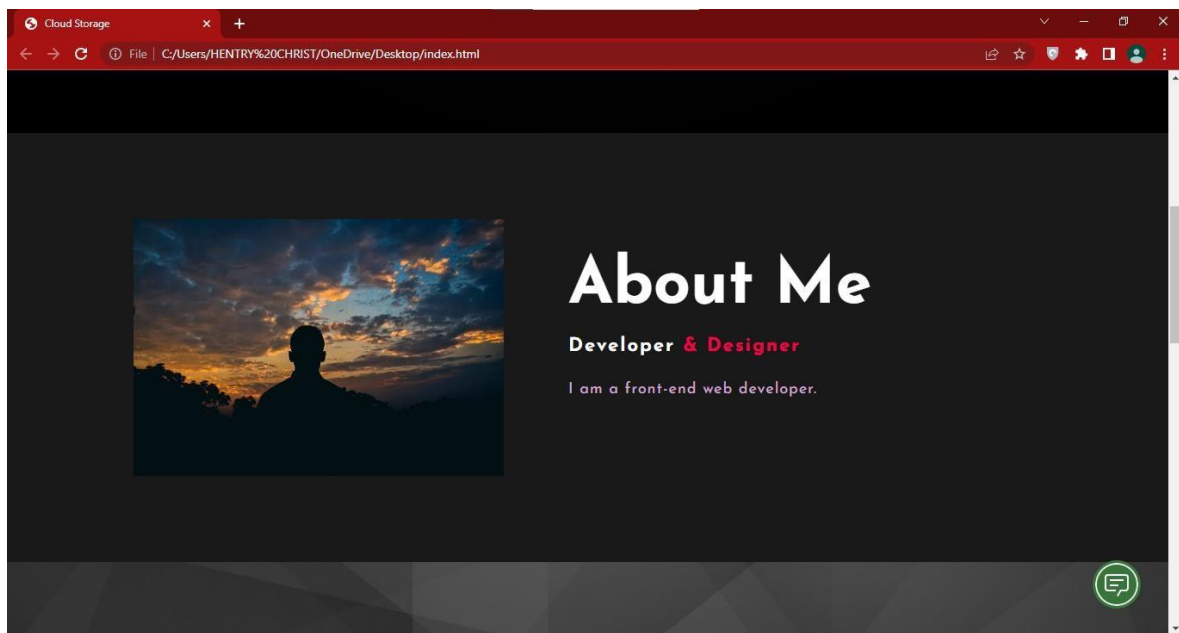 Cloud Storage
File C:/Users/HENTRY%20CHRIST/OneDrive/Desktop/index.html
About Me
Developer & Designer
I am a front-end web developer.